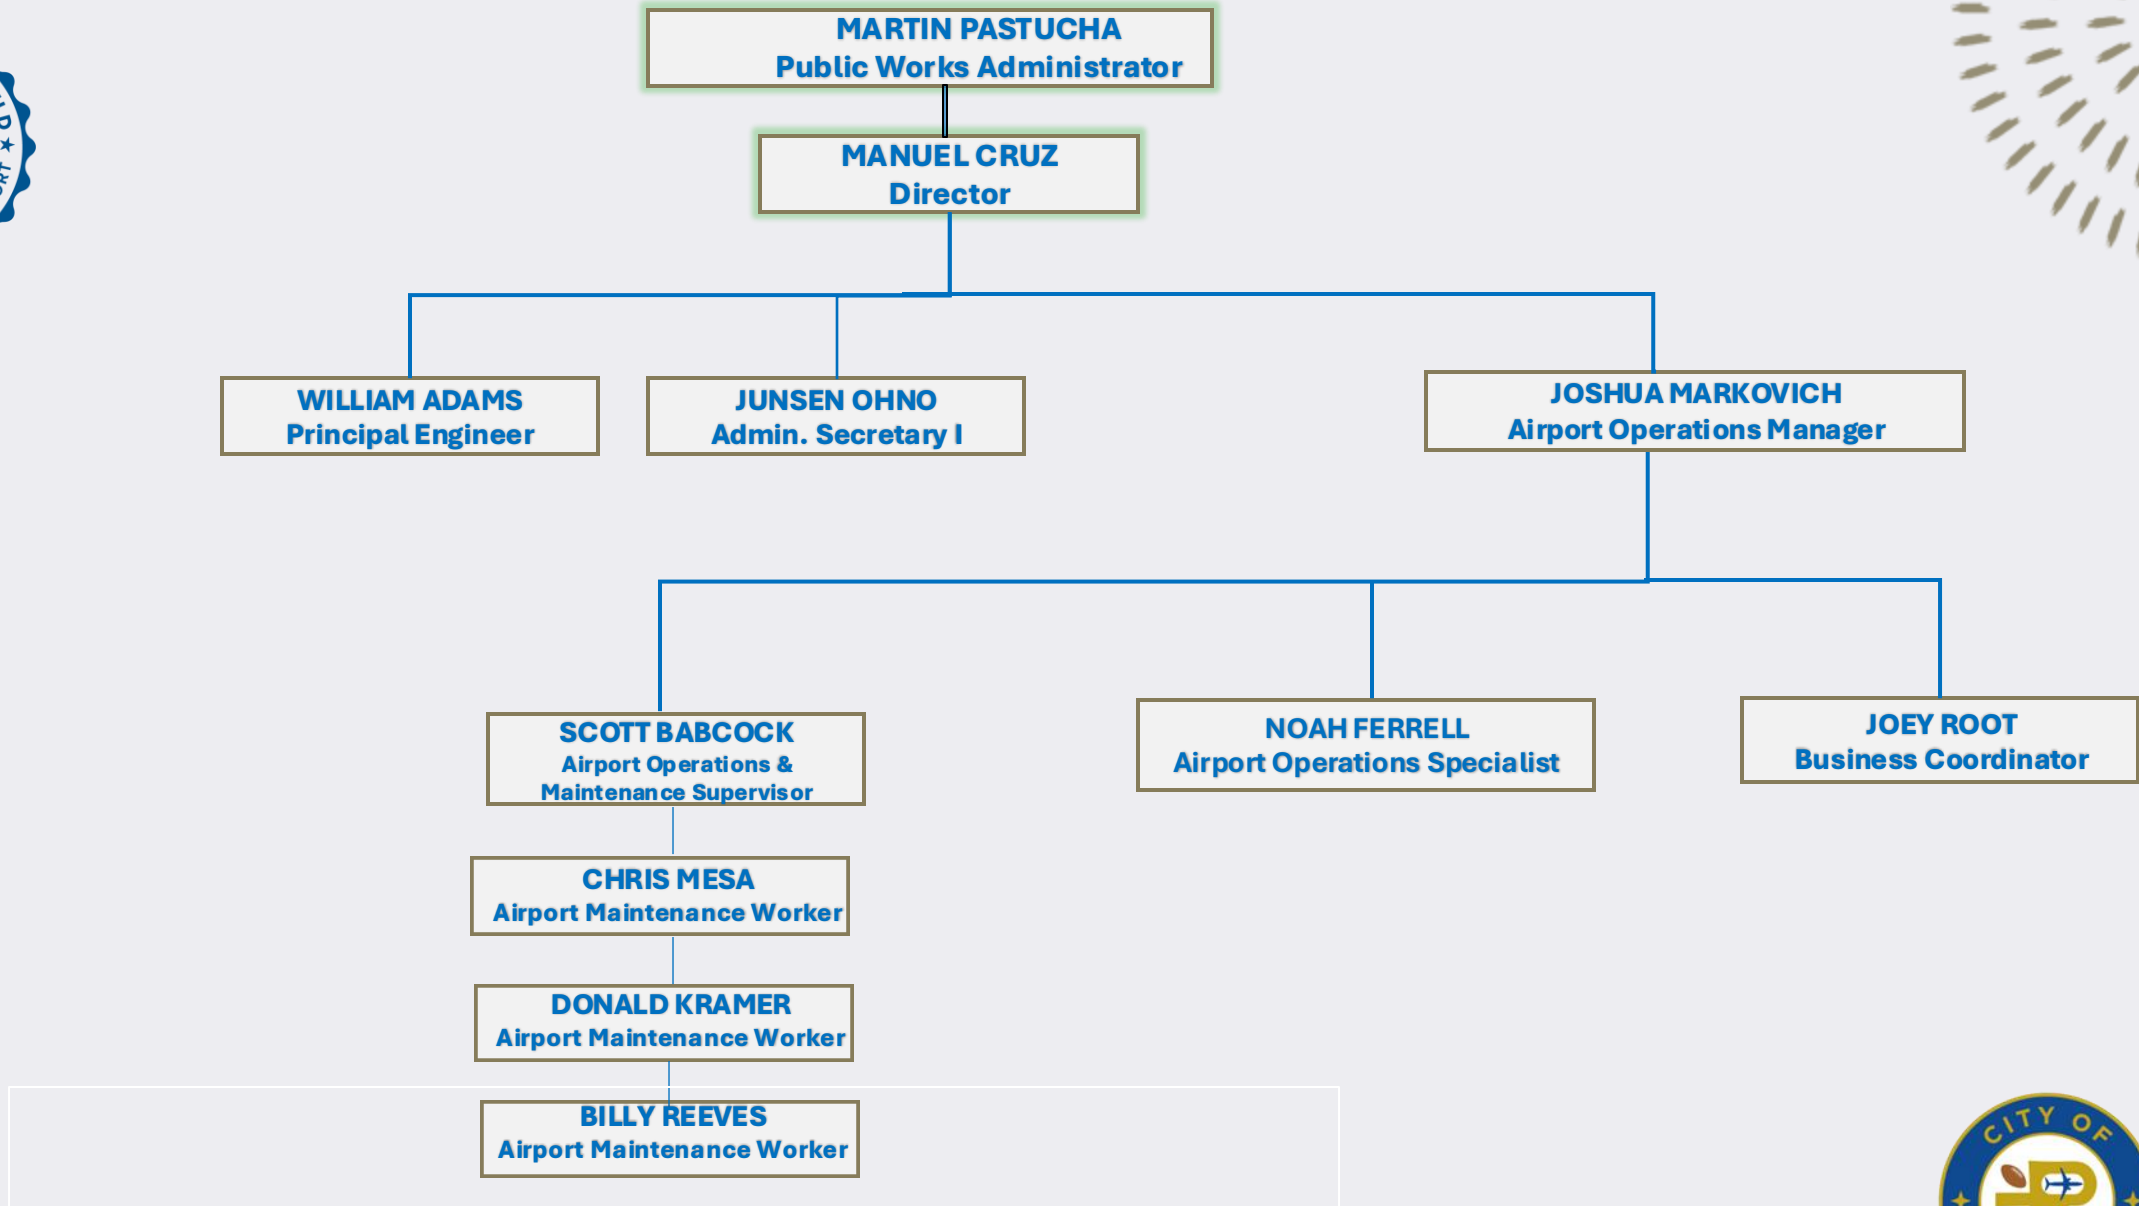 MARTIN PASTUCHA
Public Works Administrator
MANUEL CRUZ
Director
WILLIAM ADAMS
Principal Engineer
JUNSEN OHNO
Admin. Secretary I
JOSHUA MARKOVICH
Airport Operations Manager
SCOTT BABCOCK
Airport Operations &
Maintenance Supervisor
NOAH FERRELL
Airport Operations Specialist
JOEY ROOT
Business Coordinator
CHRIS MESA
Airport Maintenance Worker
DONALD KRAMER
Airport Maintenance Worker
BILLY REEVES
Airport Maintenance Worker
CITY OF